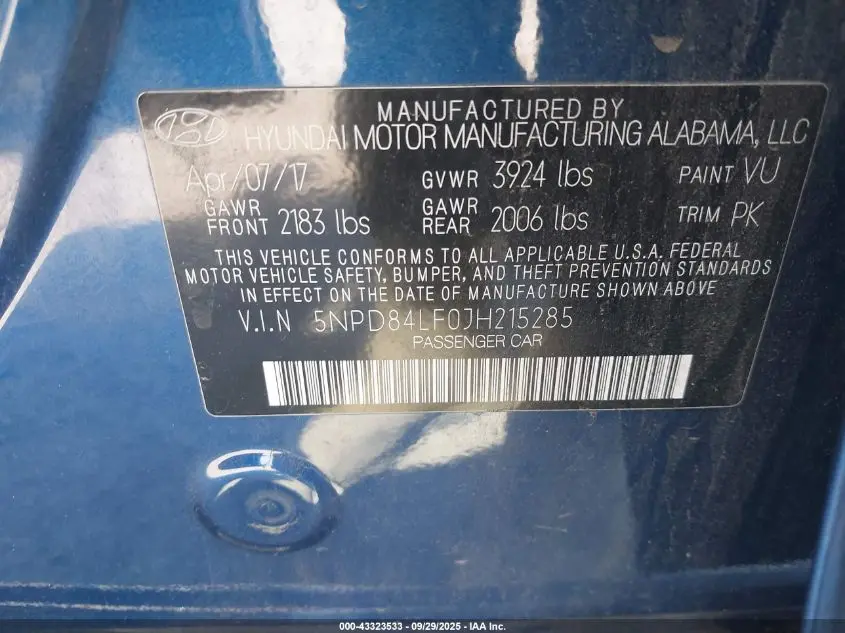 MANUFACTURED BY
HYUNDAI MOTOR MANUFACTURING ALABAMA, LLC
Apr/07/17 GVWR 3924 lbs PAINT VU
GAWR FRONT 2183 lbs GAWR REAR 2006 lbs TRIM PK
THIS VEHICLE CONFORMS TO ALL APPLICABLE U.S.A. FEDERAL
MOTOR VEHICLE SAFETY, BUMPER, AND THEFT PREVENTION STANDARDS
IN EFFECT ON THE DATE OF MANUFACTURE SHOWN ABOVE
V.I.N 5NPD84LF0JH215285
PASSENGER CAR
000-43323533 - 09/29/2025 - IAA Inc.